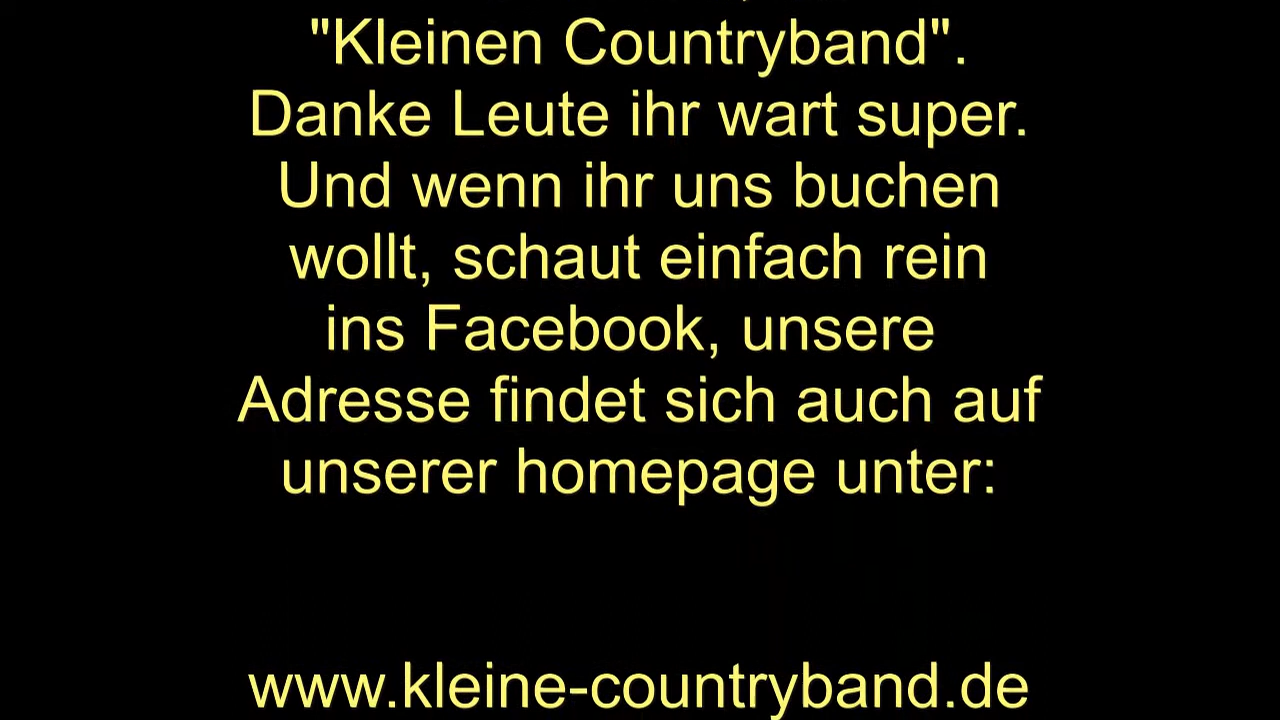 "Kleinen Countryband".
Danke Leute ihr wart super.
Und wenn ihr uns buchen
wollt, schaut einfach rein
ins Facebook, unsere
Adresse findet sich auch auf
unserer homepage unter:
www.kleine-countryband.de